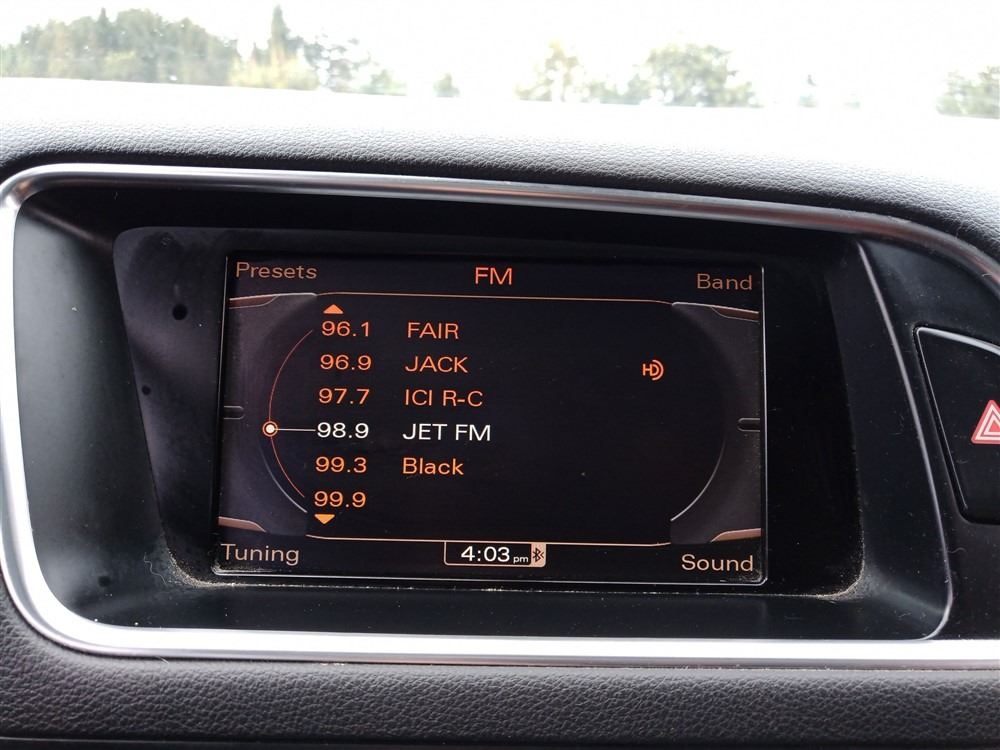 Presets FM Band
96.1 FAIR
96.9 JACK HD
97.7 ICI R-C
98.9 JET FM
99.3 Black
99.9
Tuning 4:03 pm Sound